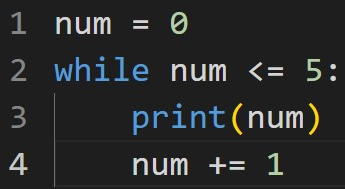 1 num = 0
2 while num <= 5:
3     print(num)
4     num += 1